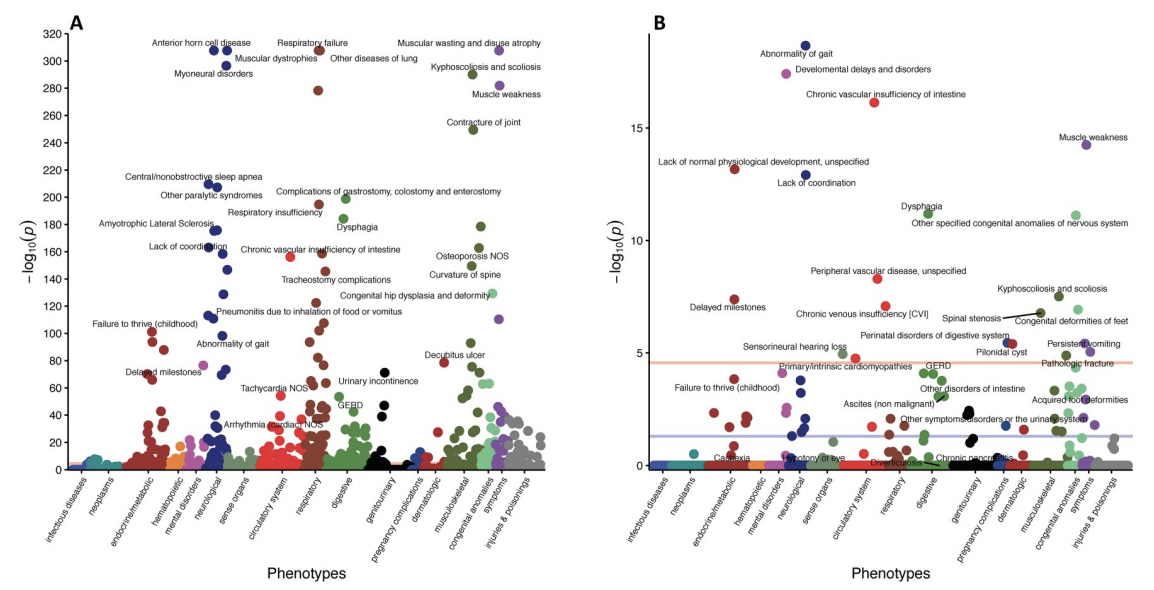 A
320
300
280
260
240
220
200
180
160
140
120
100
80
60
40
20
0
−log10(p)
Anterior horn cell disease
Respiratory failure
Muscular wasting and disuse atrophy
Muscular dystrophies
Other diseases of lung
Myoneural disorders
Kyphoscoliosis and scoliosis
Muscle weakness
Contracture of joint
Central/nonobstroctive sleep apnea
Other paralytic syndromes
Complications of gastrostomy, colostomy and enterostomy
Respiratory insufficiency
Amyotrophic Lateral Sclerosis
Dysphagia
Lack of coordination
Chronic vascular insufficiency of intestine
Osteoporosis NOS
Tracheostomy complications
Curvature of spine
Congenital hip dysplasia and deformity
Pneumonitis due to inhalation of food or vomitus
Failure to thrive (childhood)
Abnormality of gait
Decubitus ulcer
Delayed milestones
Urinary incontinence
Tachycardia NOS
GERD
Arrhythmia (cardiac) NOS
infectious diseases
neoplasms
endocrine/metabolic
hematopoietic
mental disorders
neurological
sense organs
circulatory system
respiratory
digestive
genitourinary
pregnancy complications
dermatologic
musculoskeletal
congenital anomalies
symptoms
injuries & poisonings
Phenotypes
B
15
10
5
0
−log10(p)
Abnormality of gait
Develomental delays and disorders
Chronic vascular insufficiency of intestine
Muscle weakness
Lack of normal physiological development, unspecified
Lack of coordination
Dysphagia
Other specified congenital anomalies of nervous system
Peripheral vascular disease, unspecified
Kyphoscoliosis and scoliosis
Delayed milestones
Chronic venous insufficiency [CVI]
Spinal stenosis
Congenital deformities of feet
Perinatal disorders of digestive system
Sensorineural hearing loss
Pilonidal cyst
Persistent vomiting
Primary/intrinsic cardiomyopathies
GERD
Pathologic fracture
Failure to thrive (childhood)
Other disorders of intestine
Ascites (non malignant)
Acquired foot deformities
Other symptoms/disorders or the urinary system
Cachexia
Hypotony of eye
Diverticulosis
Chronic pancreatitis
infectious diseases
neoplasms
endocrine/metabolic
hematopoietic
mental disorders
neurological
sense organs
circulatory system
respiratory
digestive
genitourinary
pregnancy complications
dermatologic
musculoskeletal
congenital anomalies
symptoms
injuries & poisonings
Phenotypes